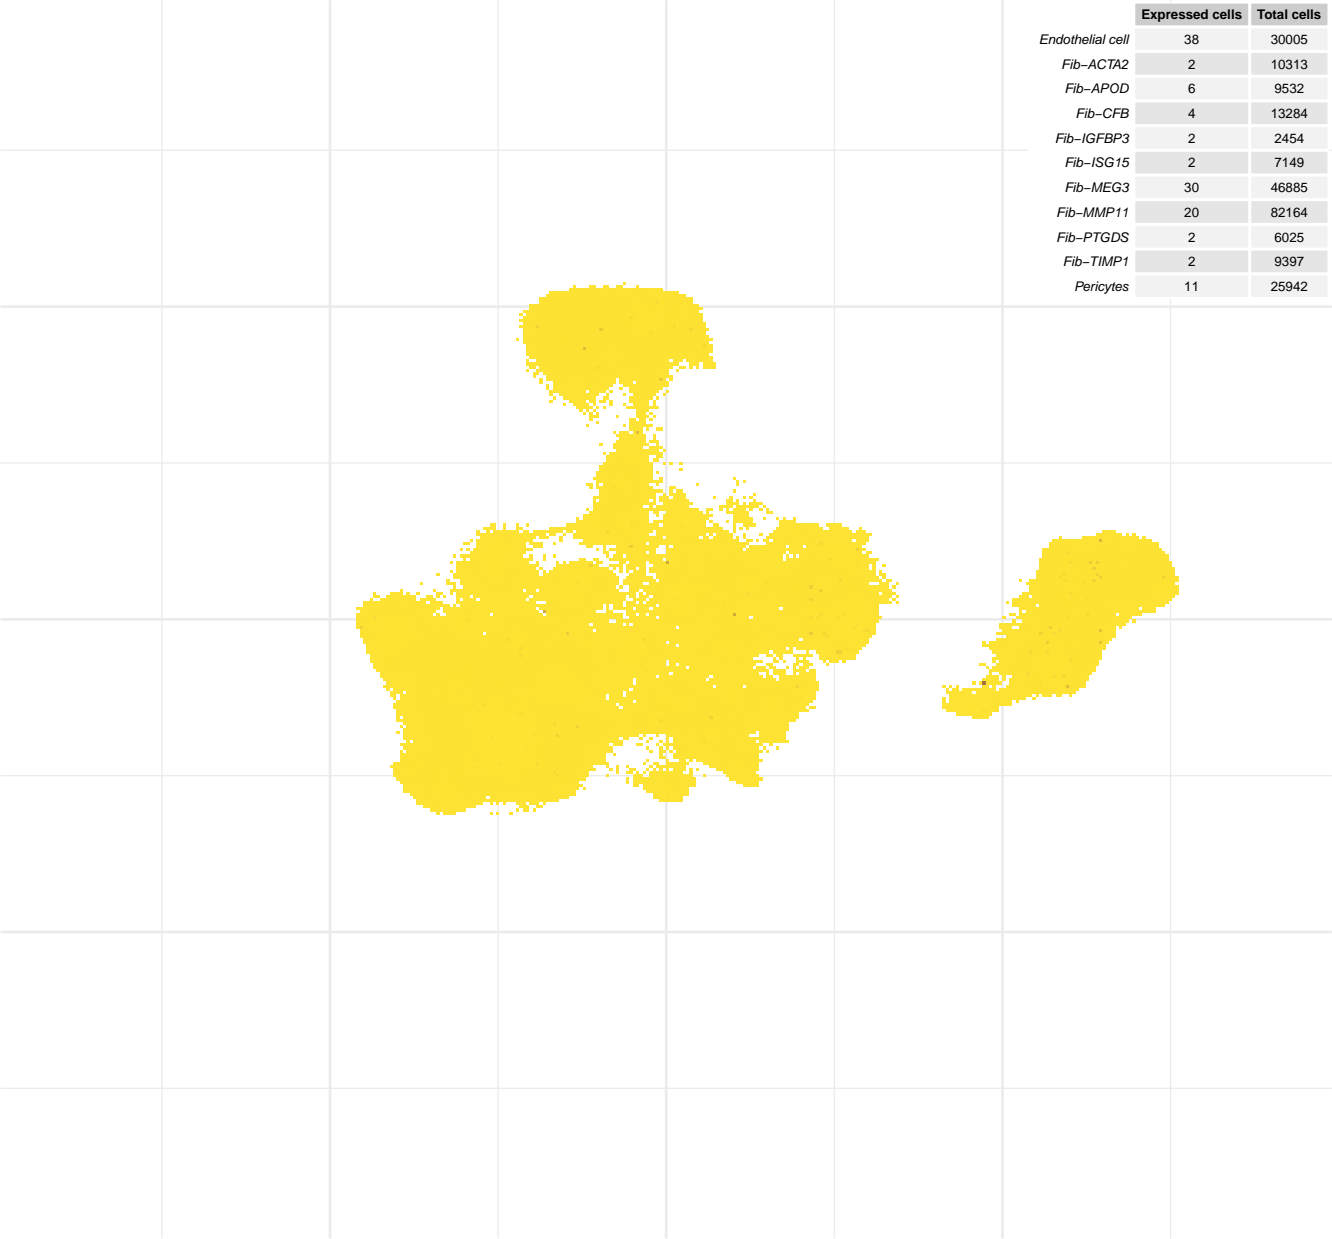 Expressed cells Total cells
Endothelial cell 38 30005
Fib−ACTA2 2 10313
Fib−APOD 6 9532
Fib−CFB 4 13284
Fib−IGFBP3 2 2454
Fib−ISG15 2 7149
Fib−MEG3 30 46885
Fib−MMP11 20 82164
Fib−PTGDS 2 6025
Fib−TIMP1 2 9397
Pericytes 11 25942